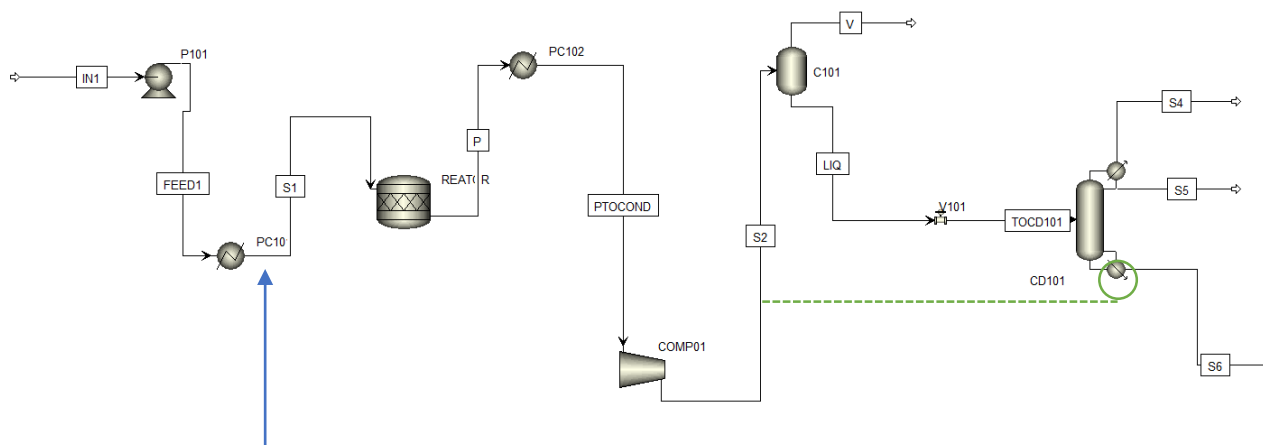 IN1
P101
FEED1
PC10
S1
REATOR
P
PC102
PTOCOND
COMP01
S2
V
C101
LIQ
V101
TOCD101
CD101
S4
S5
S6